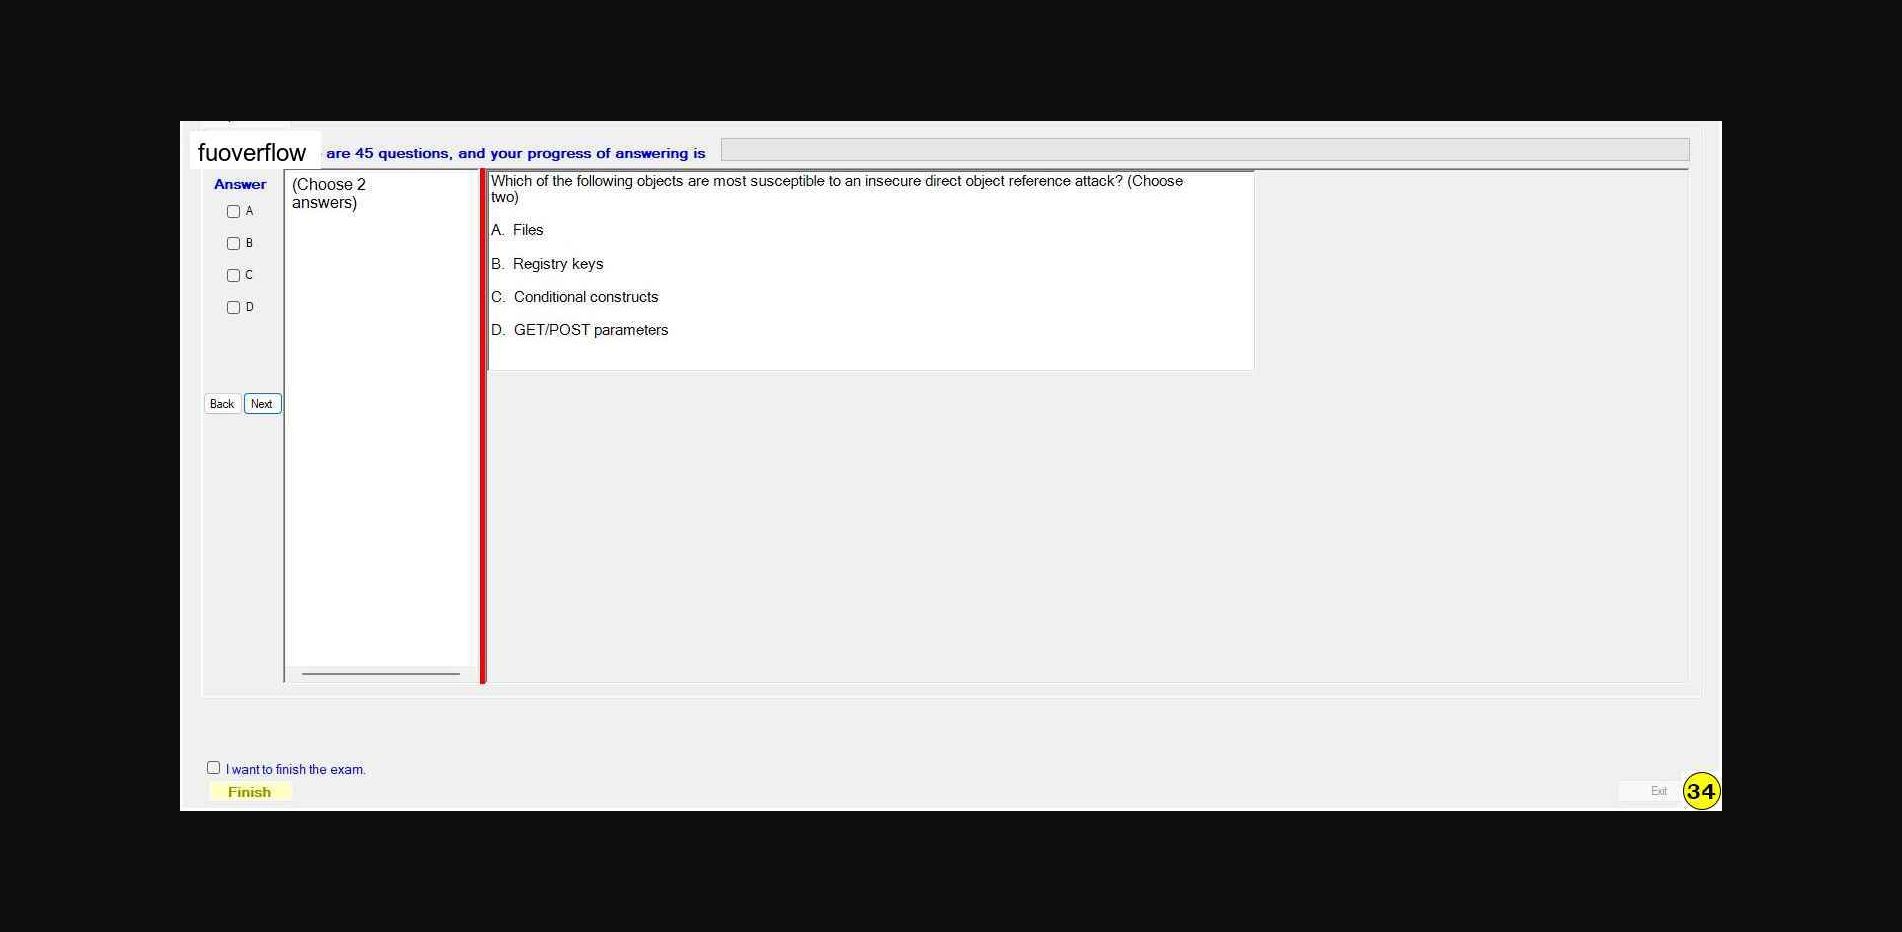 fuoverflow are 45 questions, and your progress of answering is
Answer
A
B
C
D
Back Next
(Choose 2
answers)
Which of the following objects are most susceptible to an insecure direct object reference attack? (Choose
two)
A. Files
B. Registry keys
C. Conditional constructs
D. GET/POST parameters
I want to finish the exam.
Finish
Exit
34